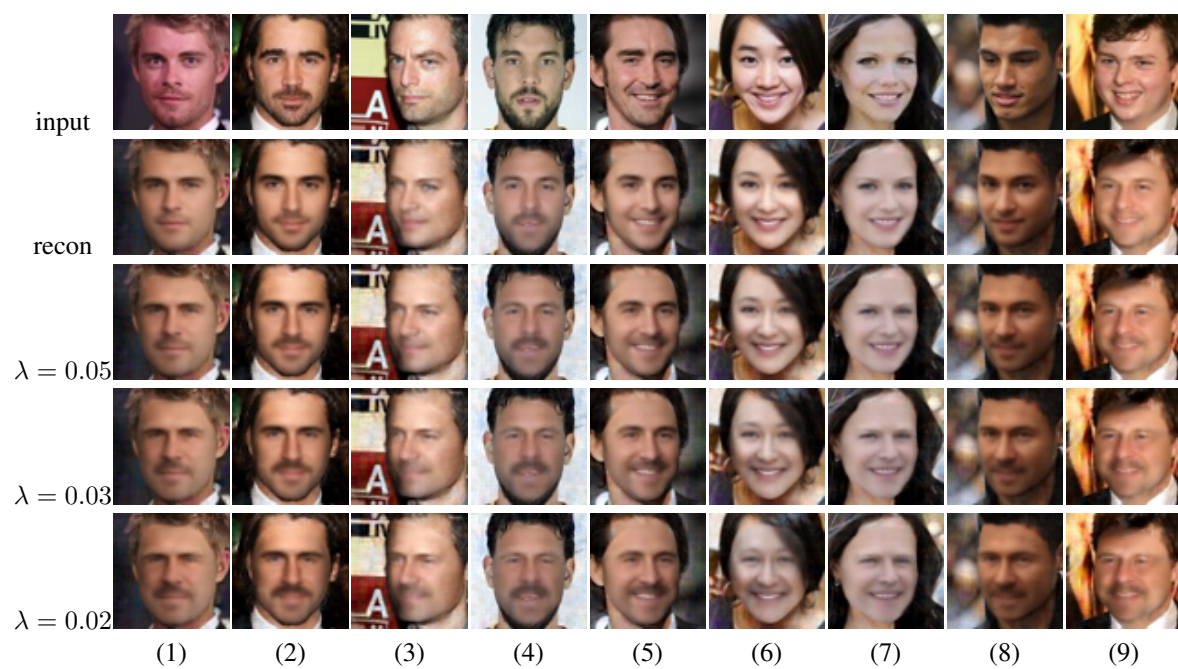 input
recon
λ = 0.05
λ = 0.03
λ = 0.02
(1) (2) (3) (4) (5) (6) (7) (8) (9)